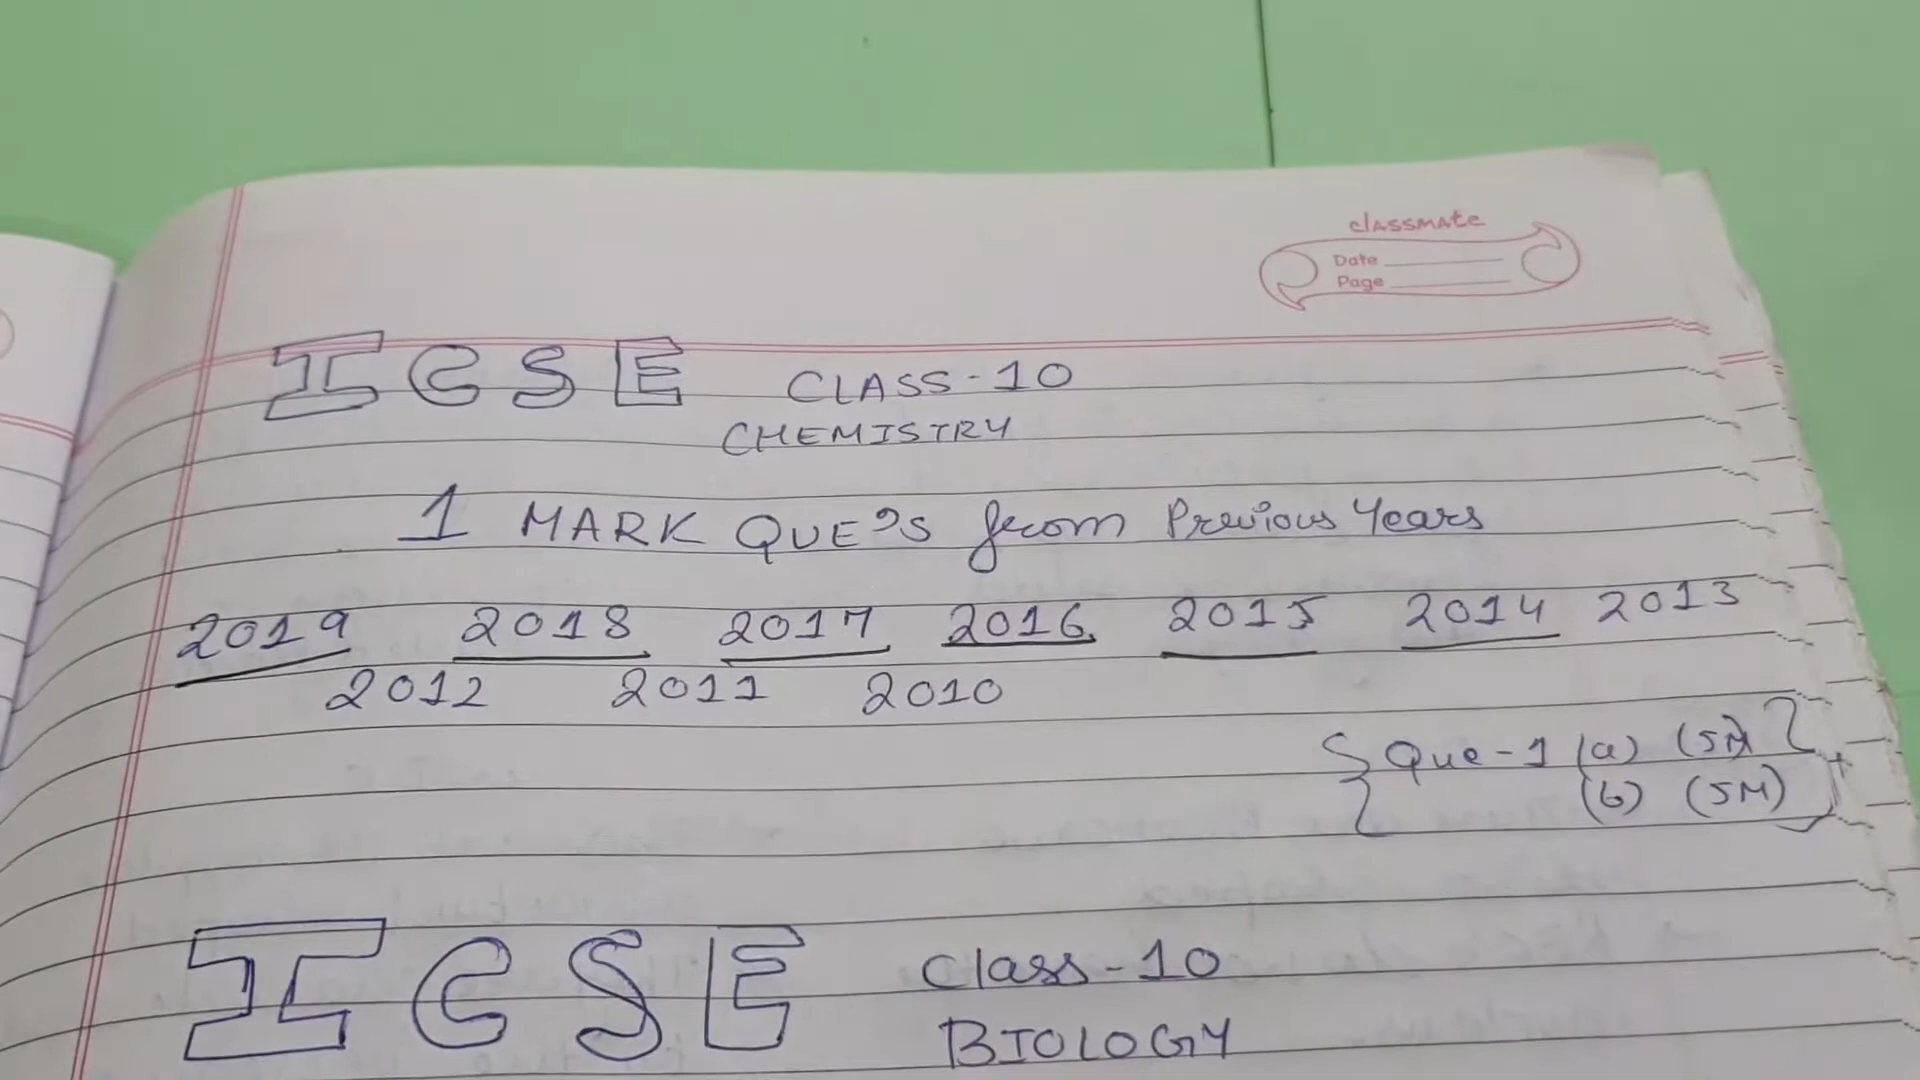 classmate
Date
Page
ICSE CLASS-10
CHEMISTRY
1 MARK QUE's from Previous Years
2019 2018 2017 2016 2015 2014 2013
2012 2011 2010
{ Que-1 (a) (5M) }
(b) (5M)
ICSE Class-10
BIOLOGY